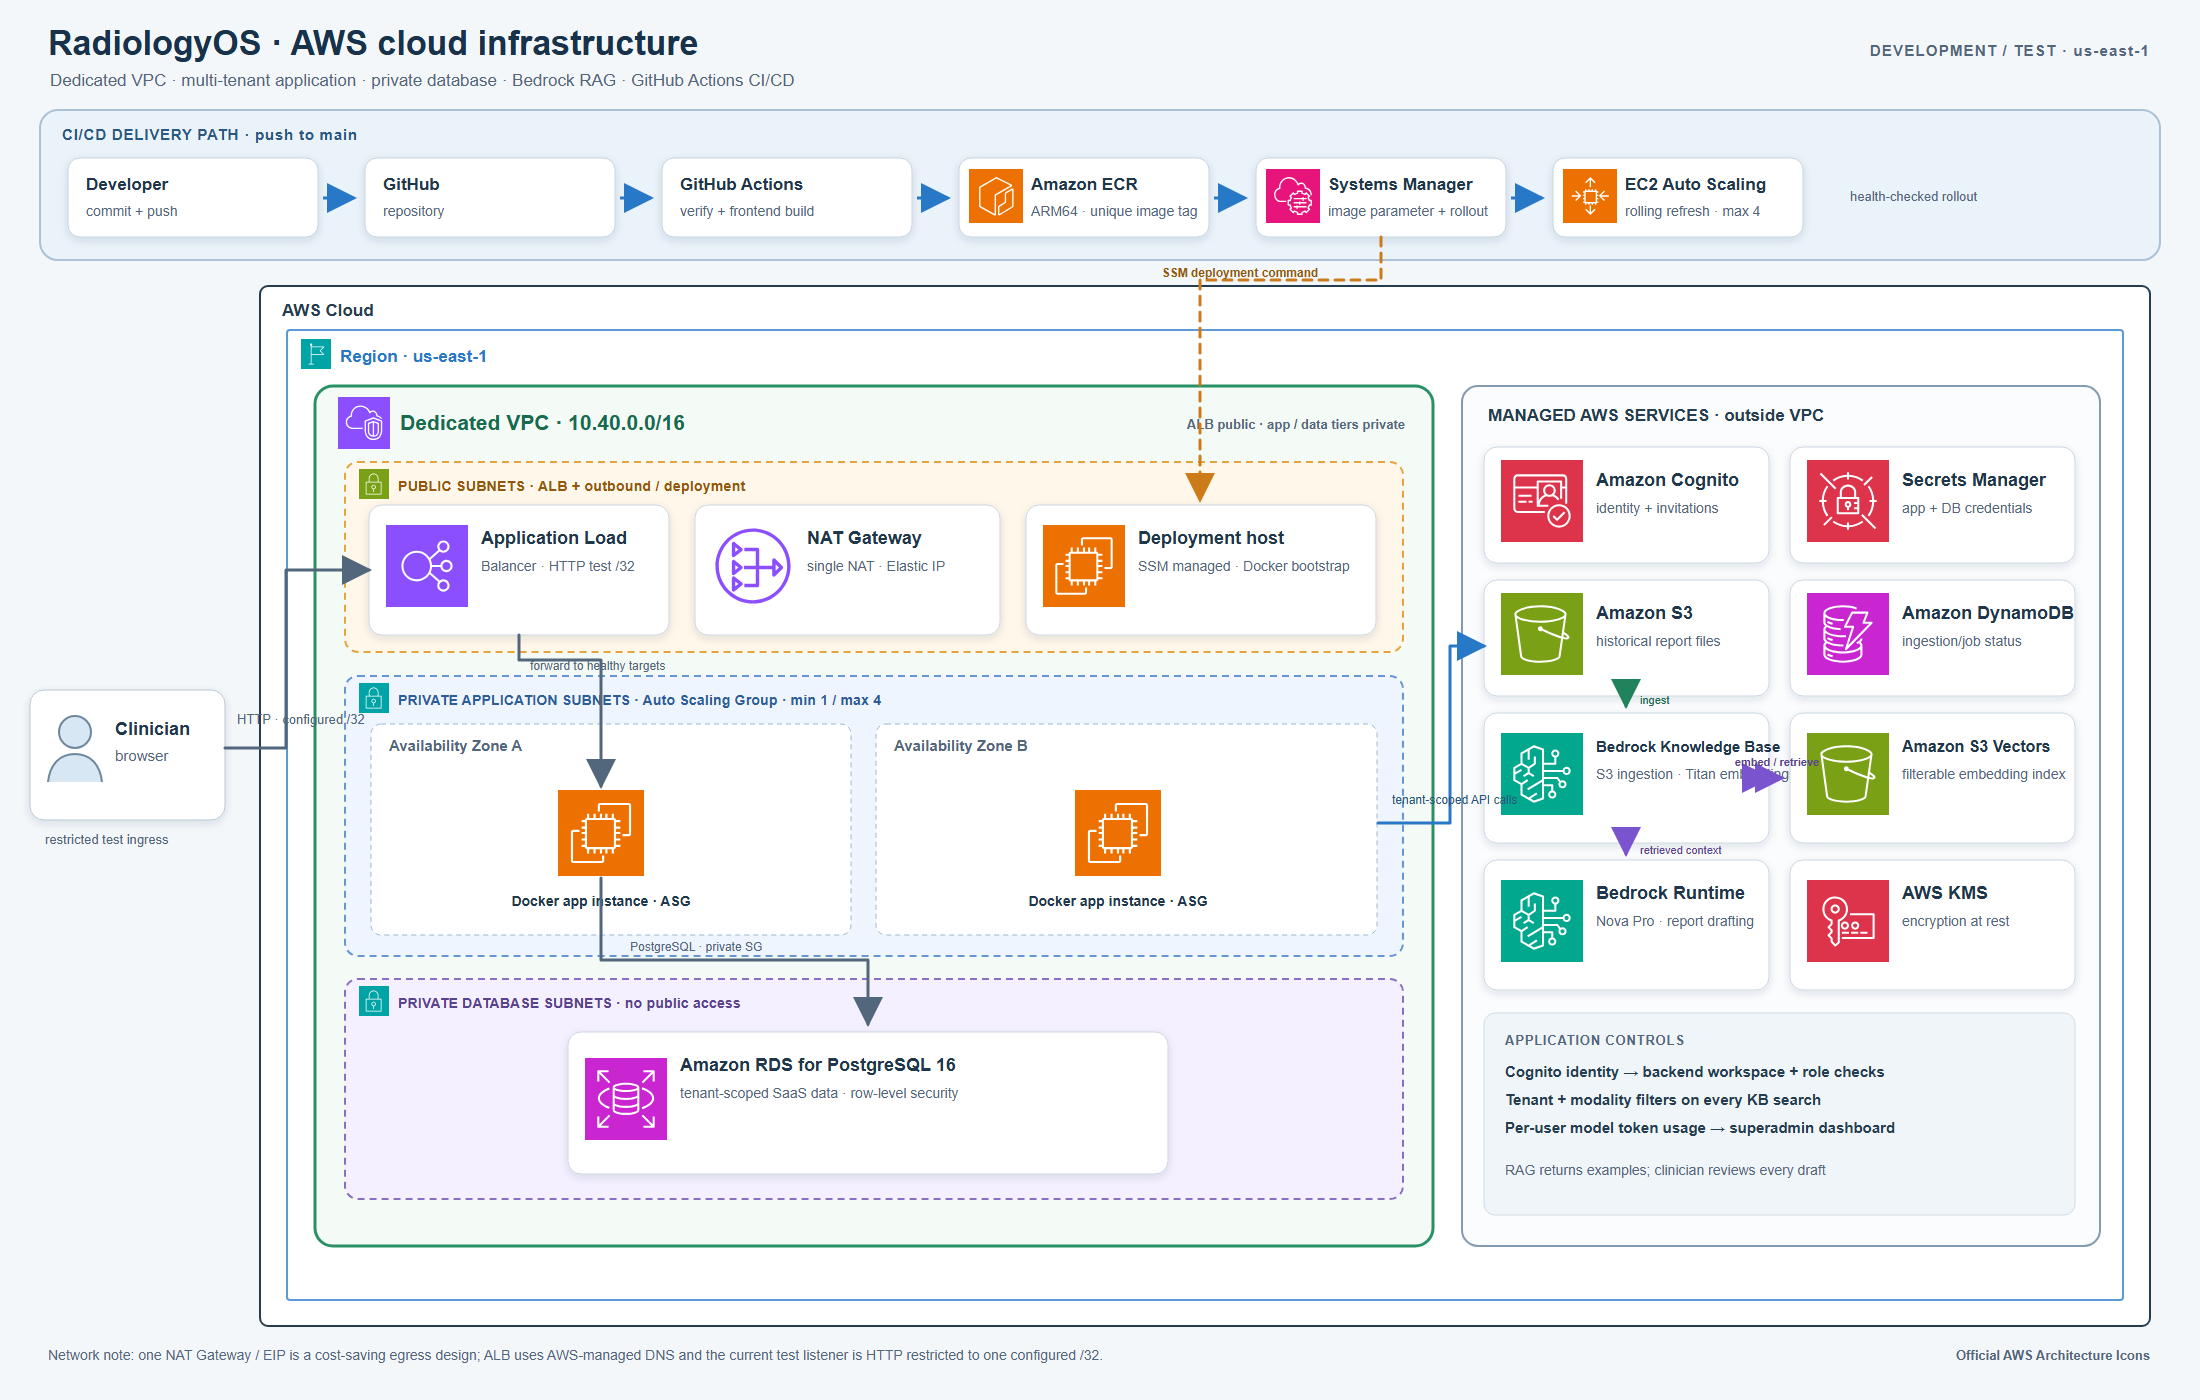 RadiologyOS · AWS cloud infrastructure
DEVELOPMENT / TEST · us-east-1
Dedicated VPC · multi-tenant application · private database · Bedrock RAG · GitHub Actions CI/CD
CI/CD DELIVERY PATH · push to main
Developer
commit + push
GitHub
repository
GitHub Actions
verify + frontend build
Amazon ECR
ARM64 · unique image tag
Systems Manager
image parameter + rollout
EC2 Auto Scaling
rolling refresh · max 4
health-checked rollout
SSM deployment command
AWS Cloud
Region · us-east-1
Dedicated VPC · 10.40.0.0/16
ALB public · app / data tiers private
PUBLIC SUBNETS · ALB + outbound / deployment
Application Load
Balancer · HTTP test /32
NAT Gateway
single NAT · Elastic IP
Deployment host
SSM managed · Docker bootstrap
forward to healthy targets
PRIVATE APPLICATION SUBNETS · Auto Scaling Group · min 1 / max 4
Availability Zone A
Docker app instance · ASG
Availability Zone B
Docker app instance · ASG
PostgreSQL · private SG
PRIVATE DATABASE SUBNETS · no public access
Amazon RDS for PostgreSQL 16
tenant-scoped SaaS data · row-level security
Clinician
browser
HTTP · configured /32
restricted test ingress
tenant-scoped API calls
MANAGED AWS SERVICES · outside VPC
Amazon Cognito
identity + invitations
Secrets Manager
app + DB credentials
Amazon S3
historical report files
Amazon DynamoDB
ingestion/job status
ingest
Bedrock Knowledge Base
S3 ingestion · Titan embedding
embed / retrieve
Amazon S3 Vectors
filterable embedding index
retrieved context
Bedrock Runtime
Nova Pro · report drafting
AWS KMS
encryption at rest
APPLICATION CONTROLS
Cognito identity → backend workspace + role checks
Tenant + modality filters on every KB search
Per-user model token usage → superadmin dashboard
RAG returns examples; clinician reviews every draft
Network note: one NAT Gateway / EIP is a cost-saving egress design; ALB uses AWS-managed DNS and the current test listener is HTTP restricted to one configured /32.
Official AWS Architecture Icons